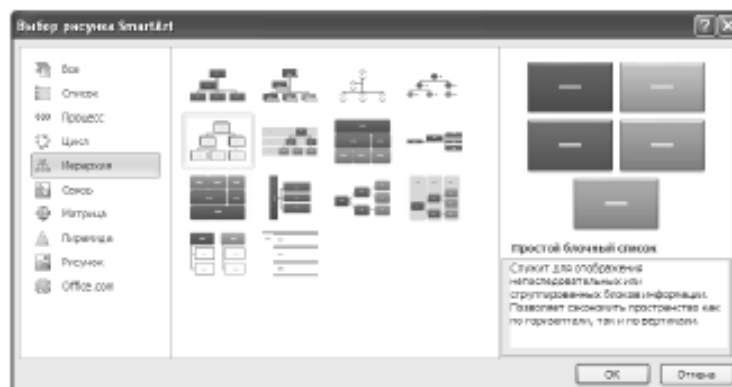 Выбор рисунка SmartArt
Все
Список
Процесс
Цикл
Иерархия
Связь
Матрица
Пирамида
Рисунок
Office.com
Простой блочный список
Служит для отображения
непоследовательных или
сгруппированных блоков информации.
Позволяет сэкономить пространство как
по горизонтали, так и по вертикали.
ОК
Отмена